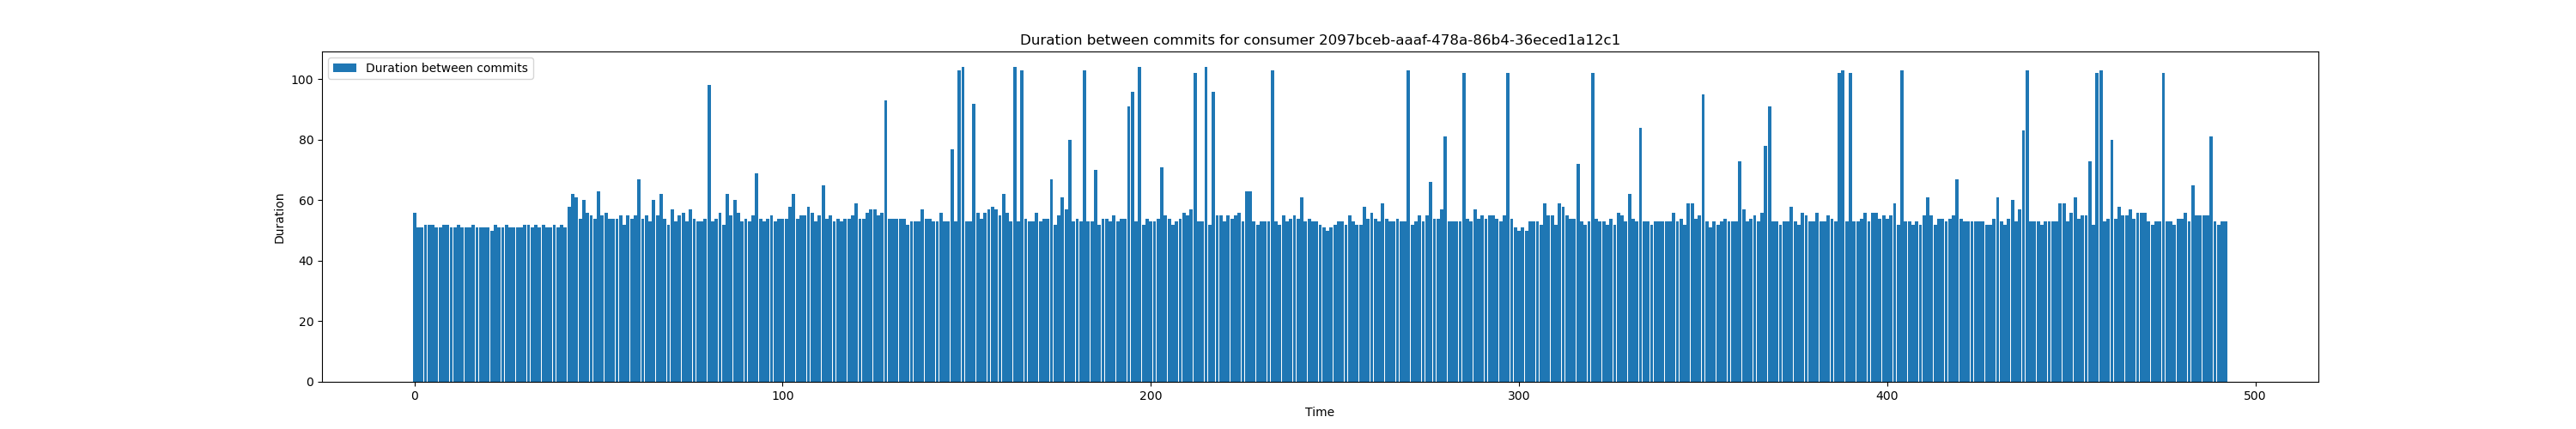 Duration between commits for consumer 2097bceb-aaaf-478a-86b4-36eced1a12c1
Duration between commits
100
80
60
40
20
0
Duration
0 100 200 300 400 500
Time